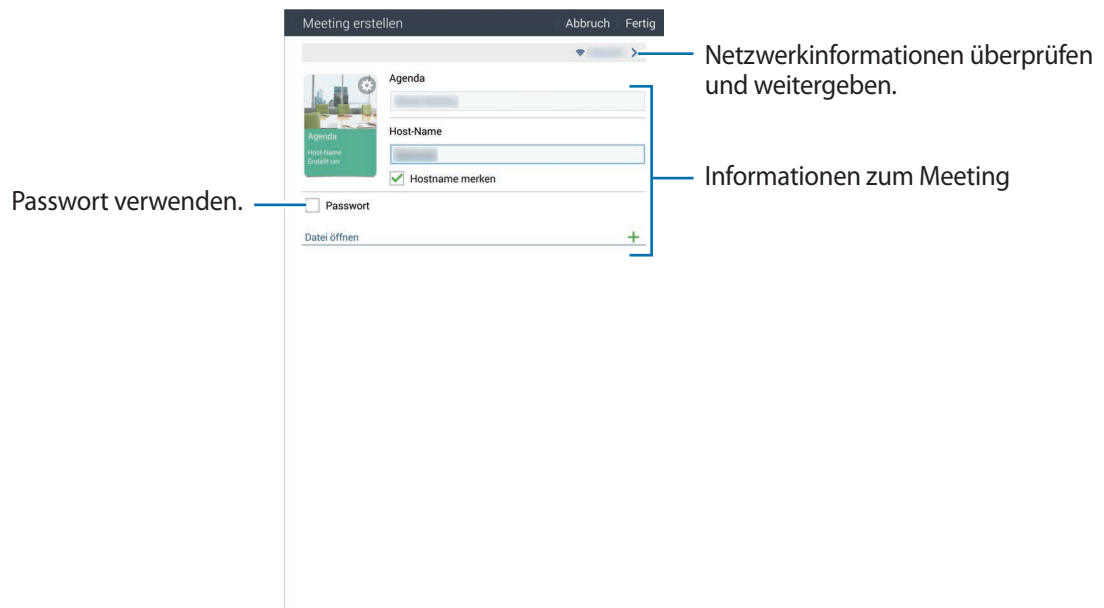 Meeting erstellen Abbruch Fertig
Netzwerkinformationen überprüfen
und weitergeben.
Agenda
Agenda
Host-Name
Erstellt um
Host-Name
Hostname merken
Informationen zum Meeting
Passwort verwenden.
Passwort
Datei öffnen